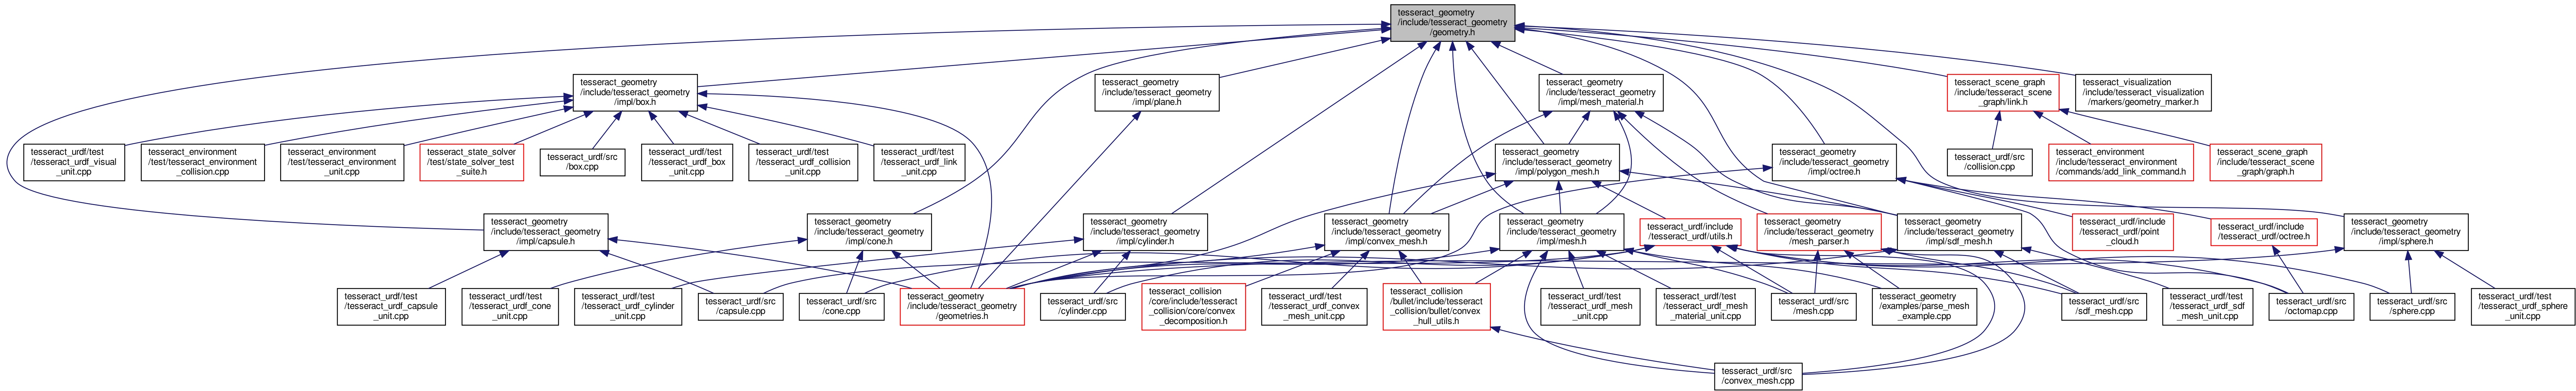 tesseract_geometry
/include/tesseract_geometry
/geometry.h
tesseract_geometry
/include/tesseract_geometry
/impl/box.h
tesseract_geometry
/include/tesseract_geometry
/impl/plane.h
tesseract_geometry
/include/tesseract_geometry
/impl/mesh_material.h
tesseract_scene_graph
/include/tesseract_scene
_graph/link.h
tesseract_visualization
/include/tesseract_visualization
/markers/geometry_marker.h
tesseract_urdf/test
/tesseract_urdf_visual
_unit.cpp
tesseract_environment
/test/tesseract_environment
_collision.cpp
tesseract_environment
/test/tesseract_environment
_unit.cpp
tesseract_state_solver
/test/state_solver_test
_suite.h
tesseract_urdf/src
/box.cpp
tesseract_urdf/test
/tesseract_urdf_box
_unit.cpp
tesseract_urdf/test
/tesseract_urdf_collision
_unit.cpp
tesseract_urdf/test
/tesseract_urdf_link
_unit.cpp
tesseract_geometry
/include/tesseract_geometry
/impl/polygon_mesh.h
tesseract_geometry
/include/tesseract_geometry
/impl/octree.h
tesseract_urdf/src
/collision.cpp
tesseract_environment
/include/tesseract_environment
/commands/add_link_command.h
tesseract_scene_graph
/include/tesseract_scene
_graph/graph.h
tesseract_geometry
/include/tesseract_geometry
/impl/capsule.h
tesseract_geometry
/include/tesseract_geometry
/impl/cone.h
tesseract_geometry
/include/tesseract_geometry
/impl/cylinder.h
tesseract_geometry
/include/tesseract_geometry
/impl/convex_mesh.h
tesseract_geometry
/include/tesseract_geometry
/impl/mesh.h
tesseract_urdf/include
/tesseract_urdf/utils.h
tesseract_geometry
/include/tesseract_geometry
/mesh_parser.h
tesseract_geometry
/include/tesseract_geometry
/impl/sdf_mesh.h
tesseract_urdf/include
/tesseract_urdf/point
_cloud.h
tesseract_urdf/include
/tesseract_urdf/octree.h
tesseract_geometry
/include/tesseract_geometry
/impl/sphere.h
tesseract_urdf/test
/tesseract_urdf_capsule
_unit.cpp
tesseract_urdf/test
/tesseract_urdf_cone
_unit.cpp
tesseract_urdf/test
/tesseract_urdf_cylinder
_unit.cpp
tesseract_urdf/src
/capsule.cpp
tesseract_urdf/src
/cone.cpp
tesseract_geometry
/include/tesseract_geometry
/geometries.h
tesseract_urdf/src
/cylinder.cpp
tesseract_collision
/core/include/tesseract
_collision/core/convex
_decomposition.h
tesseract_urdf/test
/tesseract_urdf_convex
_mesh_unit.cpp
tesseract_collision
/bullet/include/tesseract
_collision/bullet/convex
_hull_utils.h
tesseract_urdf/test
/tesseract_urdf_mesh
_unit.cpp
tesseract_urdf/test
/tesseract_urdf_mesh
_material_unit.cpp
tesseract_urdf/src
/mesh.cpp
tesseract_geometry
/examples/parse_mesh
_example.cpp
tesseract_urdf/src
/sdf_mesh.cpp
tesseract_urdf/test
/tesseract_urdf_sdf
_mesh_unit.cpp
tesseract_urdf/src
/octomap.cpp
tesseract_urdf/src
/sphere.cpp
tesseract_urdf/test
/tesseract_urdf_sphere
_unit.cpp
tesseract_urdf/src
/convex_mesh.cpp